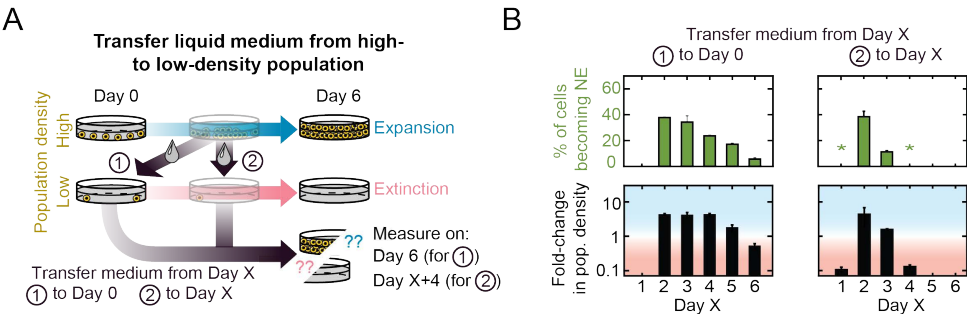 A
Transfer liquid medium from high-
to low-density population
Day 0
Day 6
Population density
High
Low
Expansion
1
2
Extinction
??
??
Measure on:
Day 6 (for 1)
Day X+4 (for 2)
Transfer medium from Day X
1 to Day 0 2 to Day X
B
Transfer medium from Day X
1 to Day 0
2 to Day X
% of cells
becoming NE
60
40
20
0
* *
Fold-change
in pop. density
10
1
0.1
1 2 3 4 5 6
Day X
1 2 3 4 5 6
Day X